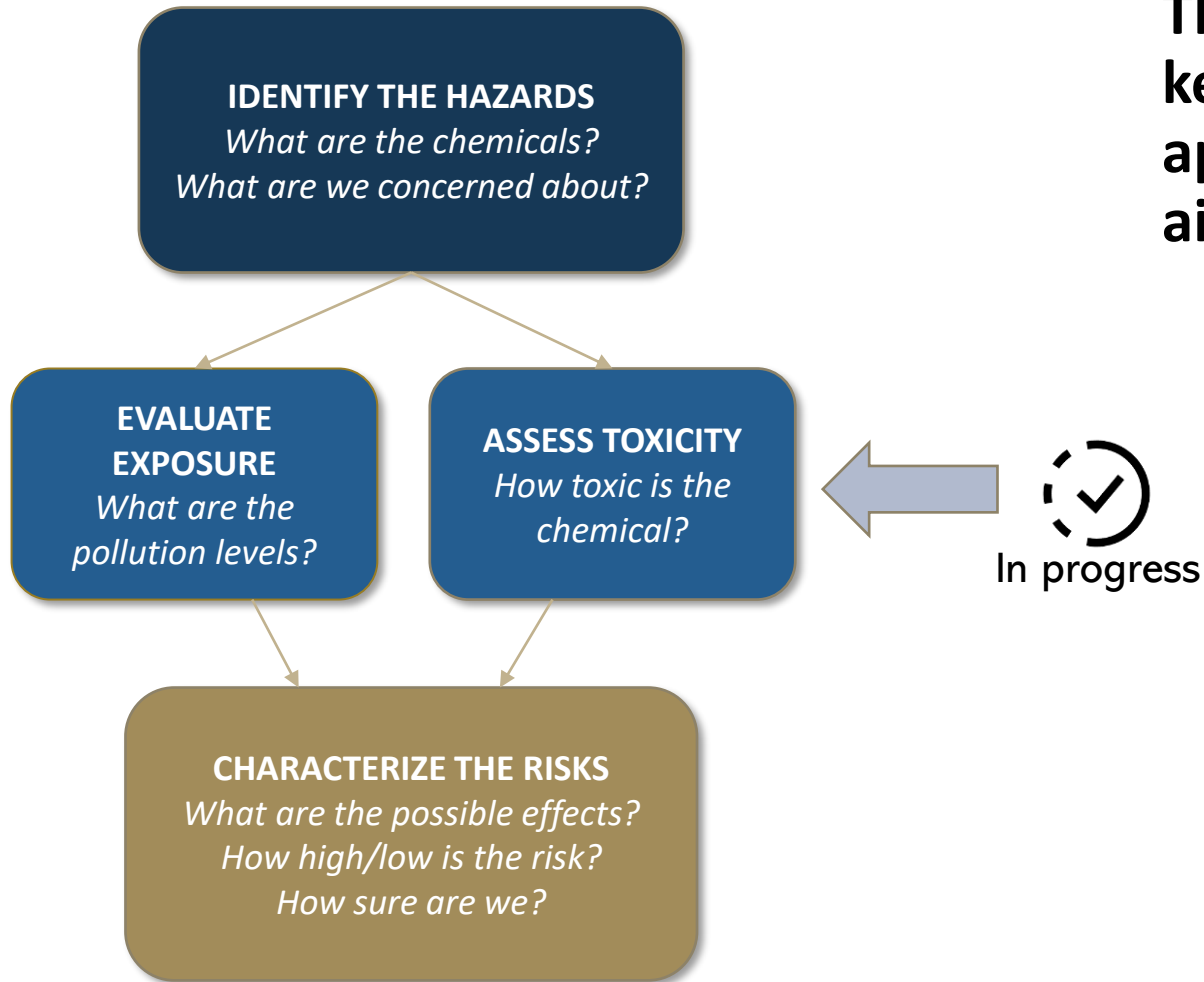 IDENTIFY THE HAZARDS
What are the chemicals?
What are we concerned about?
EVALUATE
EXPOSURE
What are the
pollution levels?
ASSESS TOXICITY
How toxic is the
chemical?
In progress
CHARACTERIZE THE RISKS
What are the possible effects?
How high/low is the risk?
How sure are we?